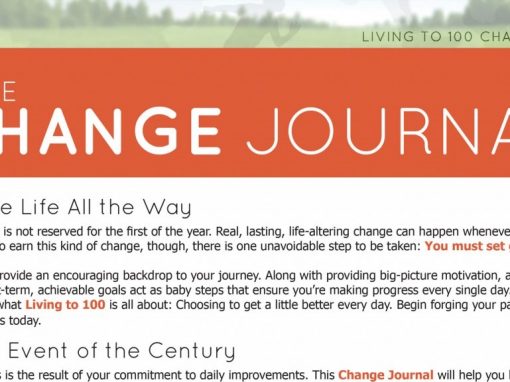 LIVING TO 100 CHA
E
HANGE JOURNA
e Life All the Way
is not reserved for the first of the year. Real, lasting, life-altering change can happen wheneve
o earn this kind of change, though, there is one unavoidable step to be taken: You must set
rovide an encouraging backdrop to your journey. Along with providing big-picture motivation, a
t-term, achievable goals act as baby steps that ensure you’re making progress every single day.
what Living to 100 is all about: Choosing to get a little better every day. Begin forging your pa
s today.
Event of the Century
s is the result of your commitment to daily improvements. This Change Journal will help you